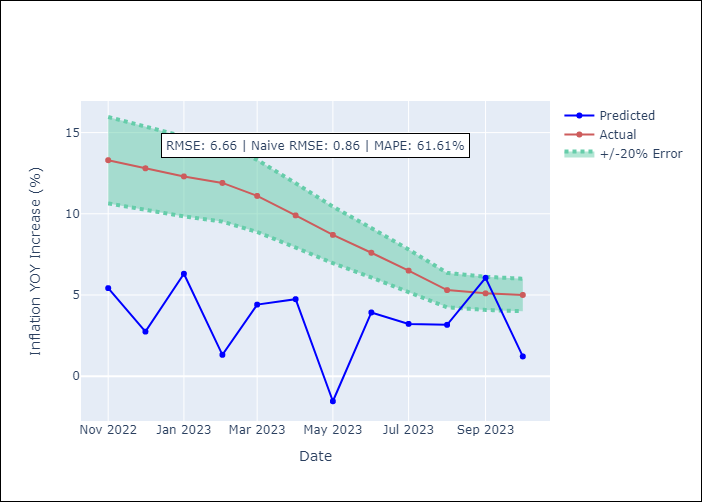 RMSE: 6.66 | Naive RMSE: 0.86 | MAPE: 61.61%
Predicted
Actual
+/-20% Error
15
10
5
0
Inflation YOY Increase (%)
Nov 2022 Jan 2023 Mar 2023 May 2023 Jul 2023 Sep 2023
Date